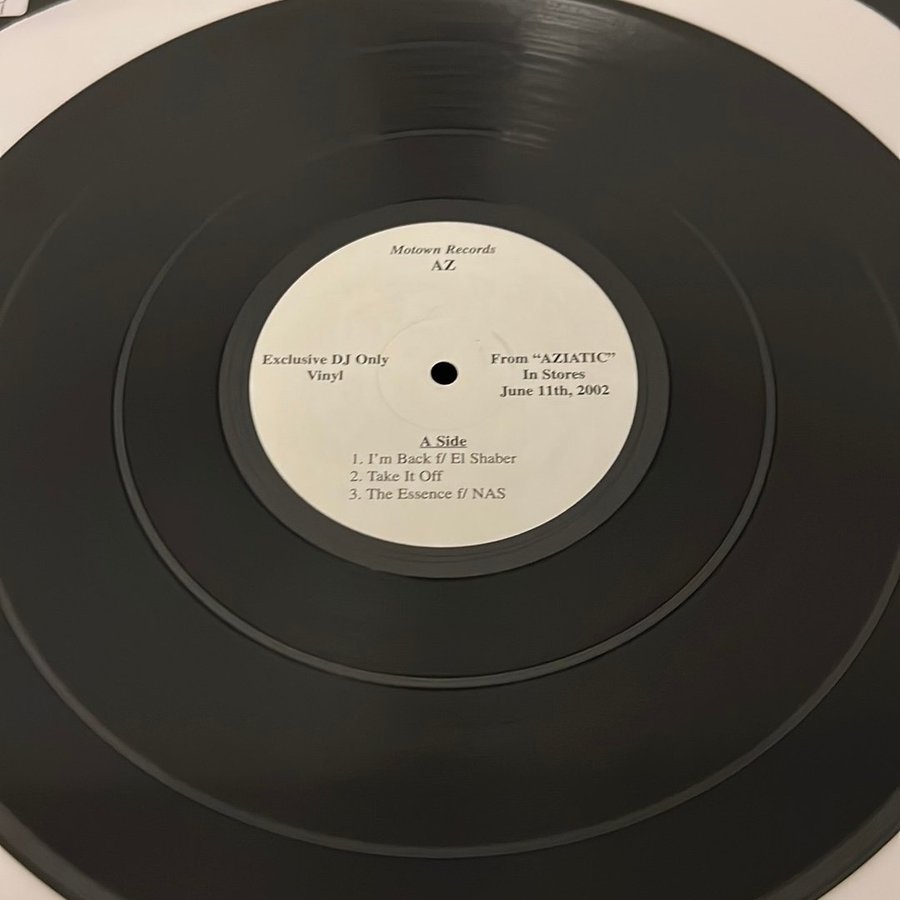 Motown Records
AZ
Exclusive DJ Only
Vinyl
From “AZIATIC”
In Stores
June 11th, 2002
A Side
1. I'm Back f/ El Shaber
2. Take It Off
3. The Essence f/ NAS